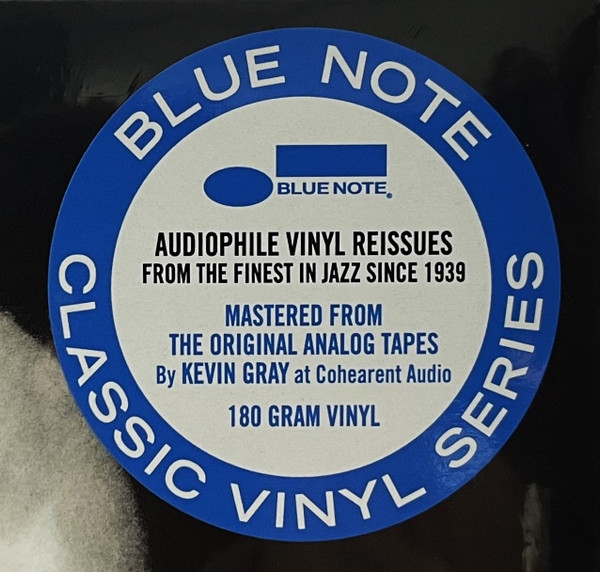 BLUE NOTE
BLUE NOTE®
AUDIOPHILE VINYL REISSUES
FROM THE FINEST IN JAZZ SINCE 1939
MASTERED FROM
THE ORIGINAL ANALOG TAPES
By KEVIN GRAY at Cohearent Audio
180 GRAM VINYL
CLASSIC VINYL SERIES